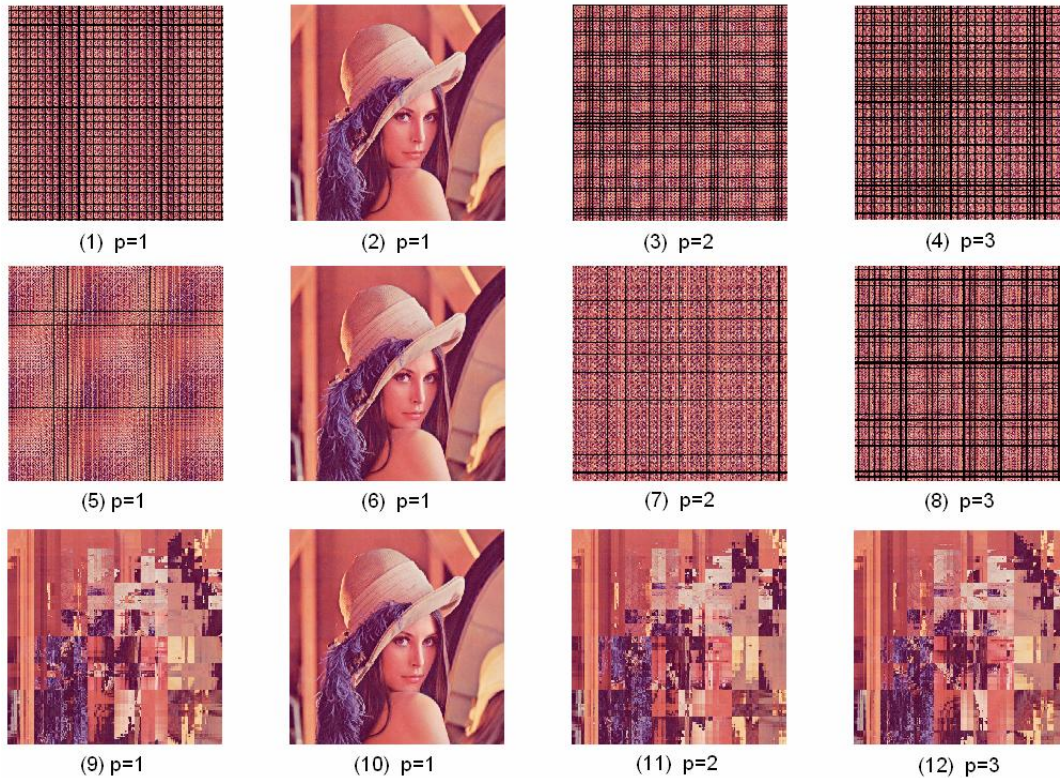 (1) p=1
(2) p=1
(3) p=2
(4) p=3
(5) p=1
(6) p=1
(7) p=2
(8) p=3
(9) p=1
(10) p=1
(11) p=2
(12) p=3